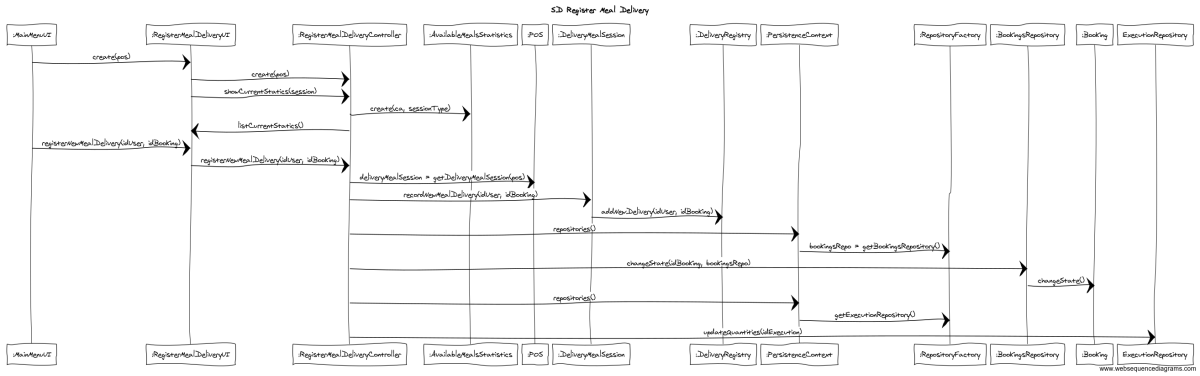 SD Register Meal Delivery
:MainMenuUI :RegisterMealDeliveryUI :RegisterMealDeliveryController :AvailableMealsStatistics :POS :DeliveryMealSession :DeliveryRegistry :PersistenceContext :RepositoryFactory :BookingsRepository :Booking ExecutionRepository
create(pos)
create(pos)
showCurrentStatics(session)
create(ca, sessionType)
listCurrentStatics()
registerNewMealDelivery(idUser, idBooking)
registerNewMealDelivery(idUser, idBooking)
deliveryMealSession = getDeliveryMealSession(pos)
recordNewMealDelivery(idUser, idBooking)
addNewDelivery(idUser, idBooking)
repositories()
bookingsRepo = getBookingsRepository()
changeState(idBooking, bookingsRepo)
changeState()
repositories()
getExecutionRepository()
updateQuantities(idExecution)
:MainMenuUI :RegisterMealDeliveryUI :RegisterMealDeliveryController :AvailableMealsStatistics :POS :DeliveryMealSession :DeliveryRegistry :PersistenceContext :RepositoryFactory :BookingsRepository :Booking ExecutionRepository
www.websequencediagrams.com